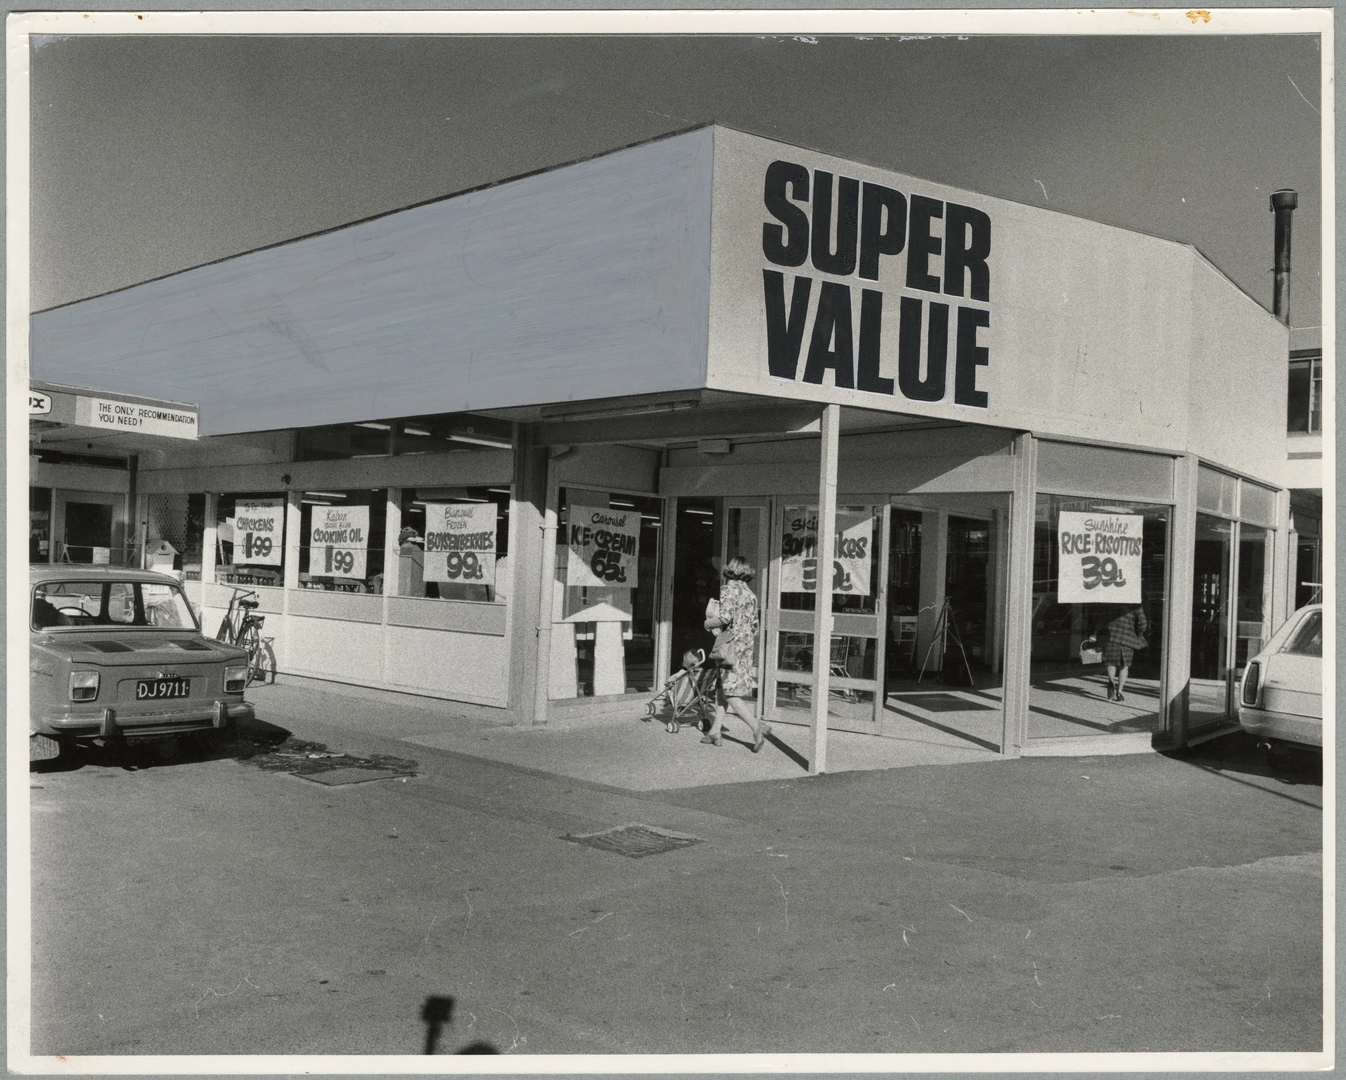 SUPER
VALUE
THE ONLY RECOMMENDATION
YOU NEED!
CHICKENS
1.99
COOKING OIL
1.99
FROZEN
BOYSENBERRIES
99¢
Carousel
ICE-CREAM
65¢
Sunshine
RICE·RISOTTOS
39¢
DJ9711